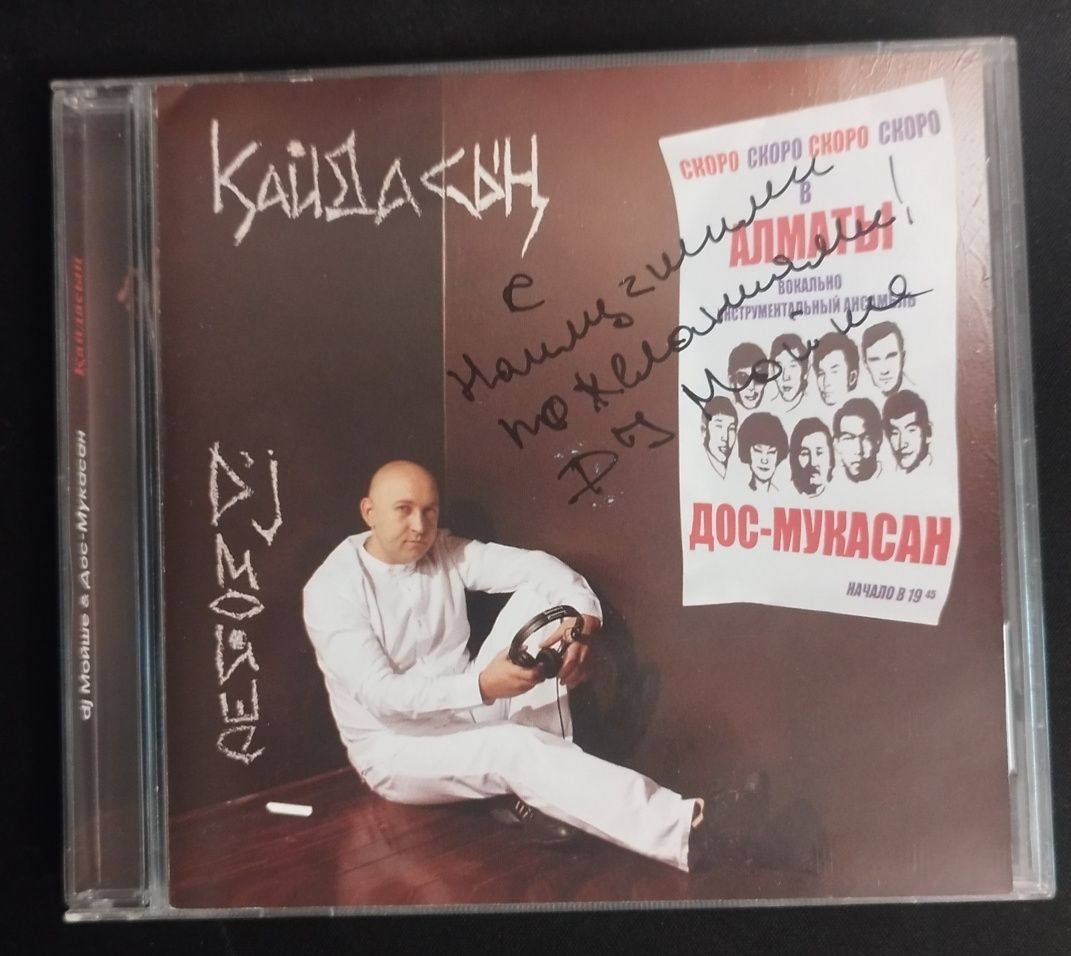 dj Мойше & Дос-Мукасан Қайдасың
ҚайДасың
Dj.
СКОРО СКОРО СКОРО СКОРО
В
АЛМАТЫ
ВОКАЛЬНО
ИНСТРУМЕНТАЛЬНЫЙ АНСАМБЛЬ
ДОС-МУКАСАН
НАЧАЛО В 19 45
С
наилучшими
пожеланиями!
DJ Мойше